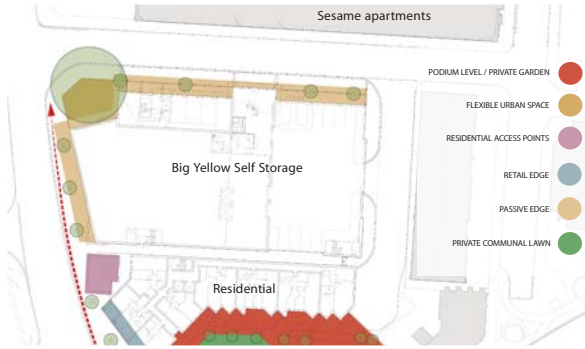 Sesame apartments
PODIUM LEVEL / PRIVATE GARDEN
FLEXIBLE URBAN SPACE
RESIDENTIAL ACCESS POINTS
Big Yellow Self Storage
RETAIL EDGE
PASSIVE EDGE
PRIVATE COMMUNAL LAWN
Residential